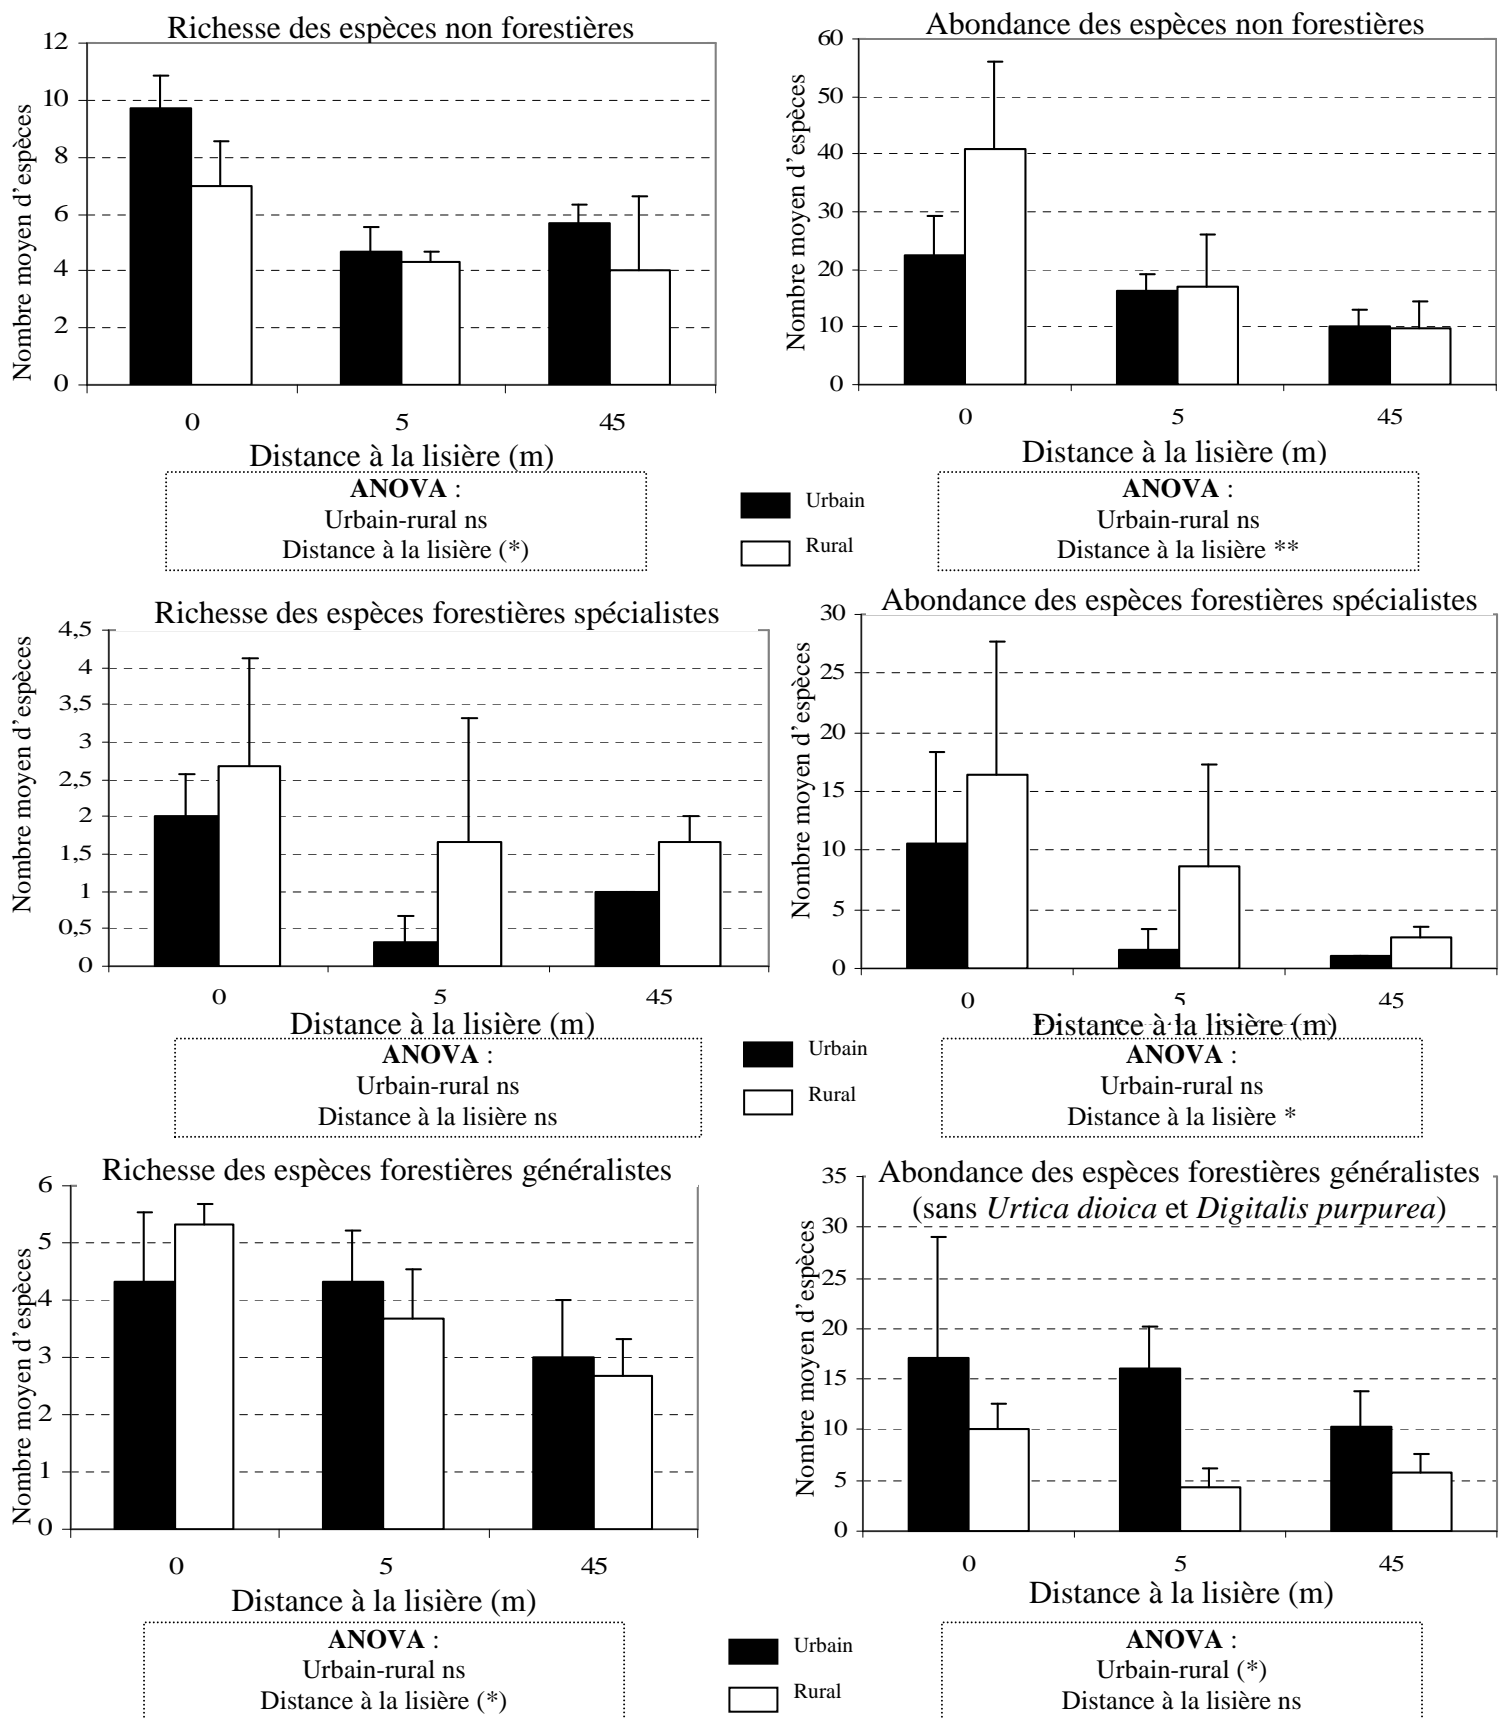 Richesse des espèces non forestières
Nombre moyen d'espèces
12
10
8
6
4
2
0
0 5 45
Distance à la lisière (m)
ANOVA :
Urbain-rural ns
Distance à la lisière (*)
Abondance des espèces non forestières
Nombre moyen d'espèces
60
50
40
30
20
10
0
0 5 45
Distance à la lisière (m)
ANOVA :
Urbain-rural ns
Distance à la lisière **
Urbain
Rural
Richesse des espèces forestières spécialistes
Nombre moyen d'espèces
4,5
4
3,5
3
2,5
2
1,5
1
0,5
0
0 5 45
Distance à la lisière (m)
ANOVA :
Urbain-rural ns
Distance à la lisière ns
Abondance des espèces forestières spécialistes
Nombre moyen d'espèces
30
25
20
15
10
5
0
0 5 45
Distance à la lisière (m)
ANOVA :
Urbain-rural ns
Distance à la lisière *
Urbain
Rural
Richesse des espèces forestières généralistes
Nombre moyen d'espèces
6
5
4
3
2
1
0
0 5 45
Distance à la lisière (m)
ANOVA :
Urbain-rural ns
Distance à la lisière (*)
Abondance des espèces forestières généralistes
(sans Urtica dioica et Digitalis purpurea)
Nombre moyen d'espèces
35
30
25
20
15
10
5
0
0 5 45
Distance à la lisière (m)
ANOVA :
Urbain-rural (*)
Distance à la lisière ns
Urbain
Rural